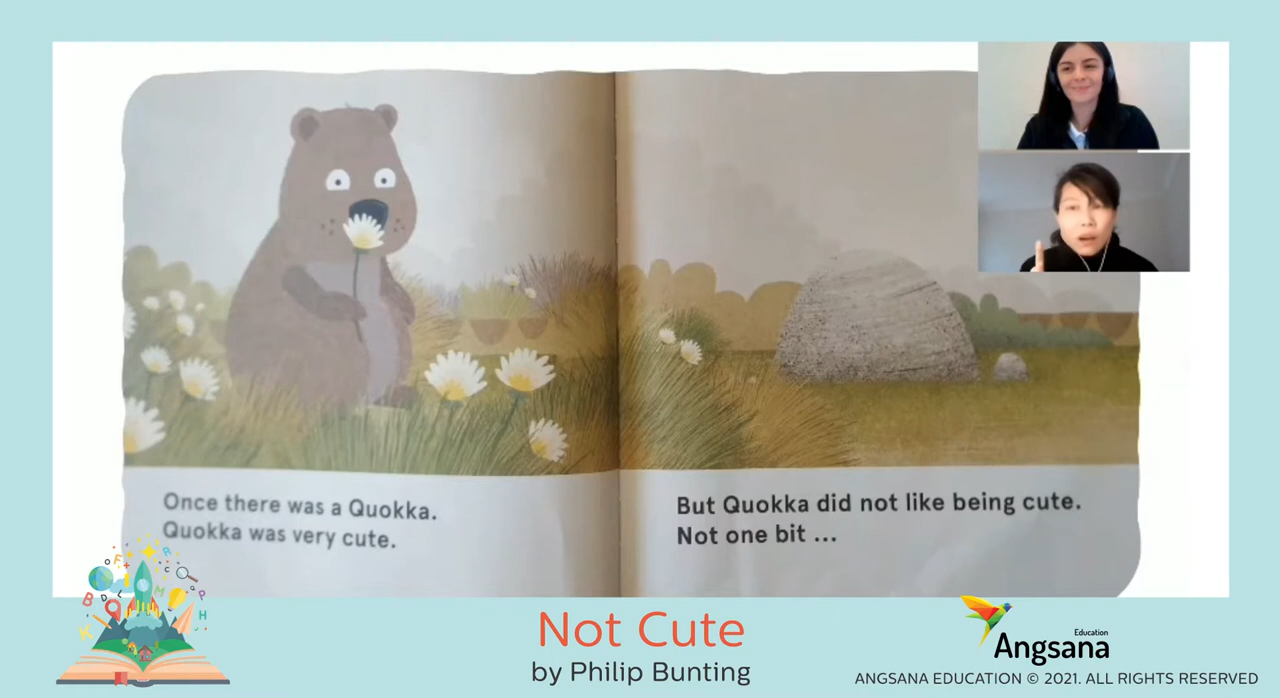 Once there was a Quokka.
Quokka was very cute.
But Quokka did not like being cute.
Not one bit ...
Not Cute
by Philip Bunting
Education
Angsana
ANGSANA EDUCATION © 2021. ALL RIGHTS RESERVED